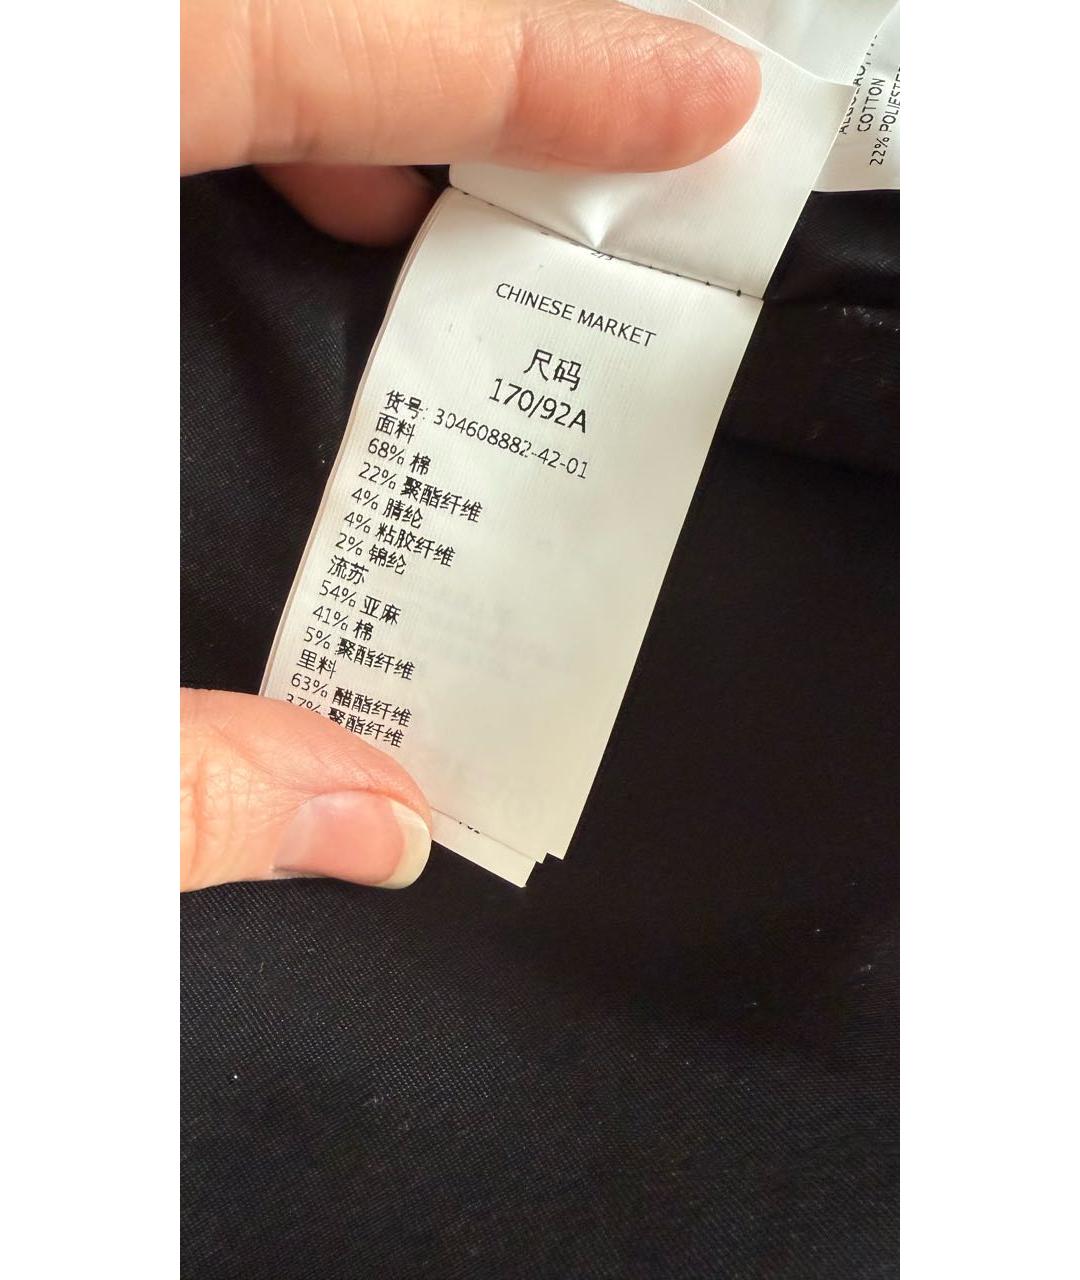 COTTON
22% POLIESTE
CHINESE MARKET
尺码
170/92A
货号: 304608882-42-01
面料
68% 棉
22% 聚酯纤维
4% 腈纶
4% 粘胶纤维
2% 锦纶
流苏
54% 亚麻
41% 棉
5% 聚酯纤维
里料
63% 醋酯纤维
37% 聚酯纤维